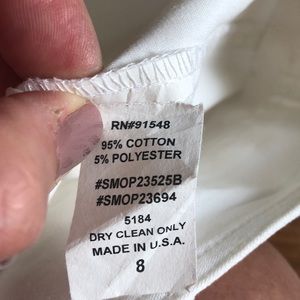 RN#91548
95% COTTON
5% POLYESTER
#SMOP23525B
#SMOP23694
5184
DRY CLEAN ONLY
MADE IN U.S.A.
8